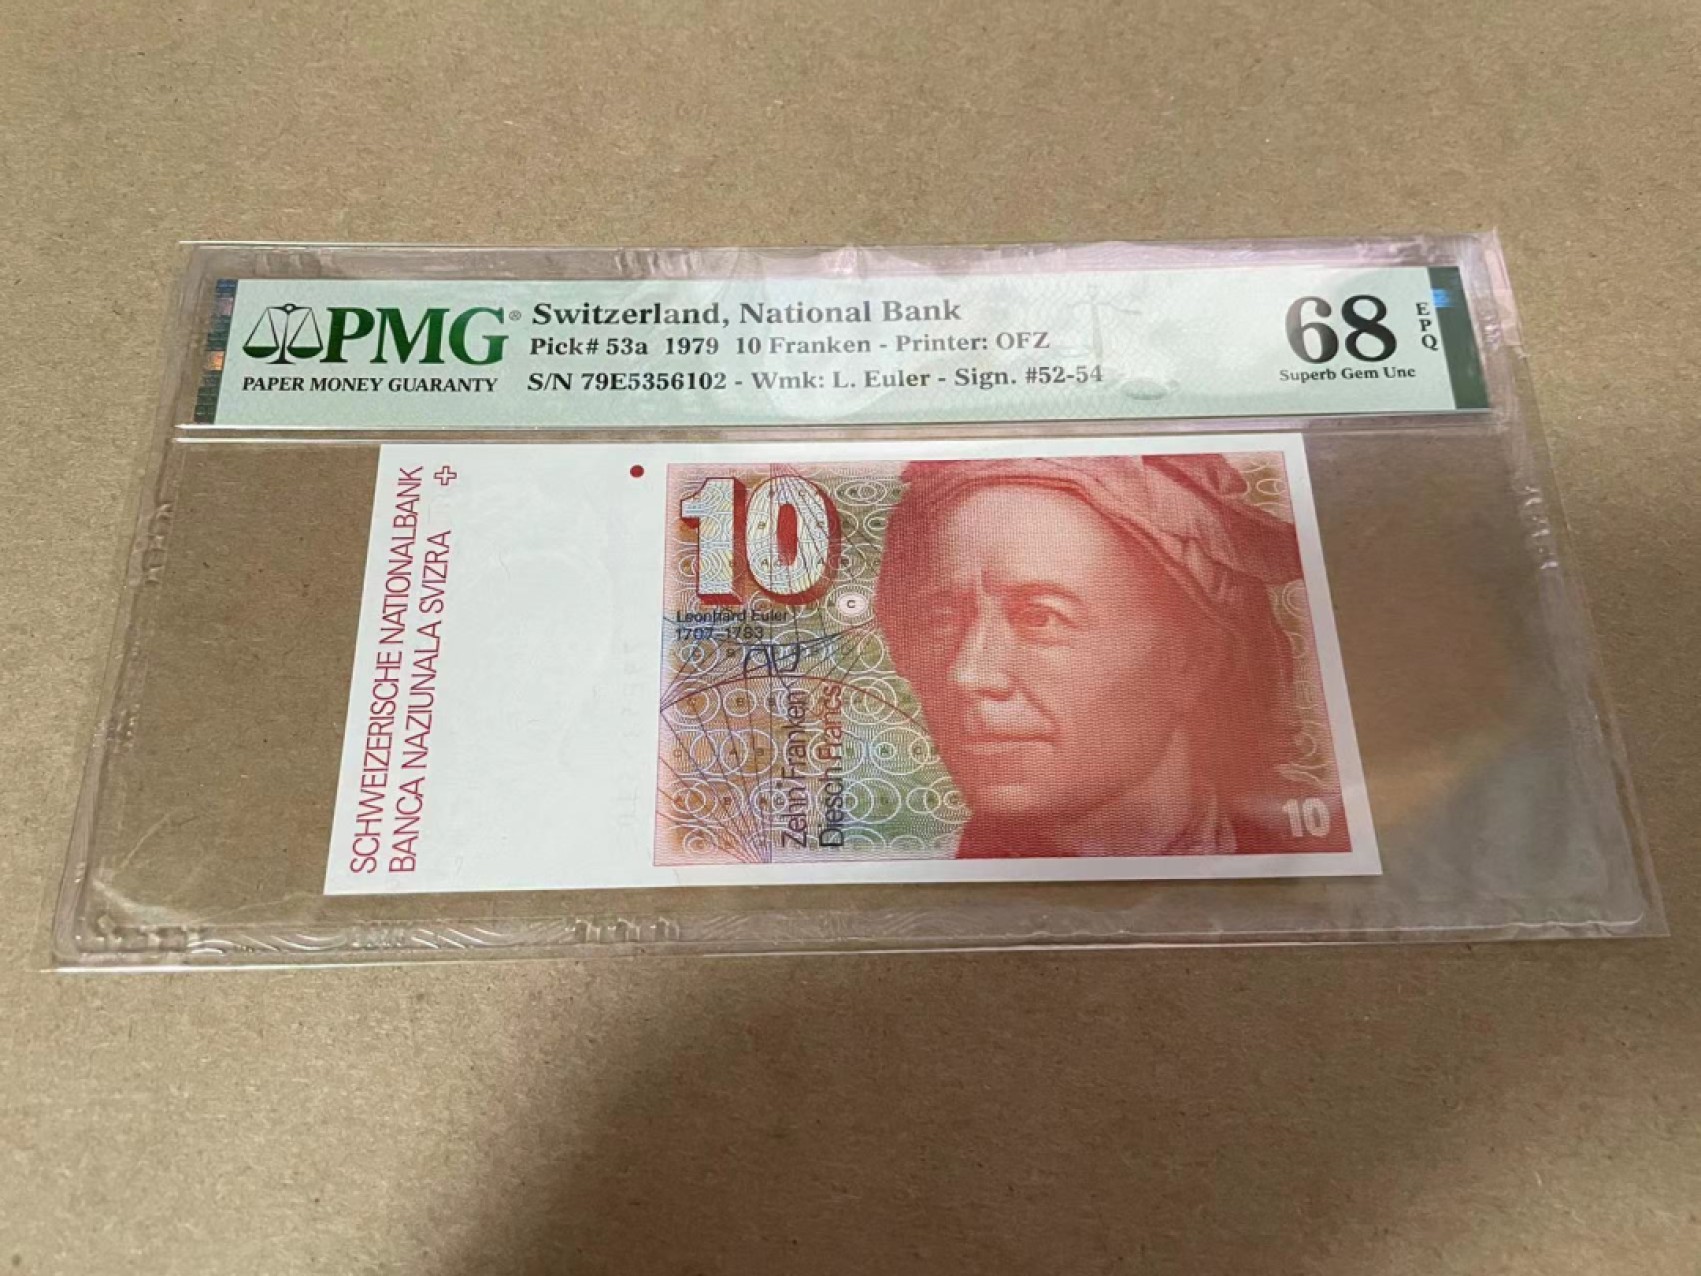 PMG®
PAPER MONEY GUARANTY
Switzerland, National Bank
Pick# 53a 1979 10 Franken - Printer: OFZ
S/N 79E5356102 - Wmk: L. Euler - Sign. #52-54
68
EPQ
Superb Gem Unc
SCHWEIZERISCHE NATIONALBANK
BANCA NAZIUNALA SVIZRA
10
Leonhard Euler
1707–1783
C
Zehn Franken
Diesch Francs
10